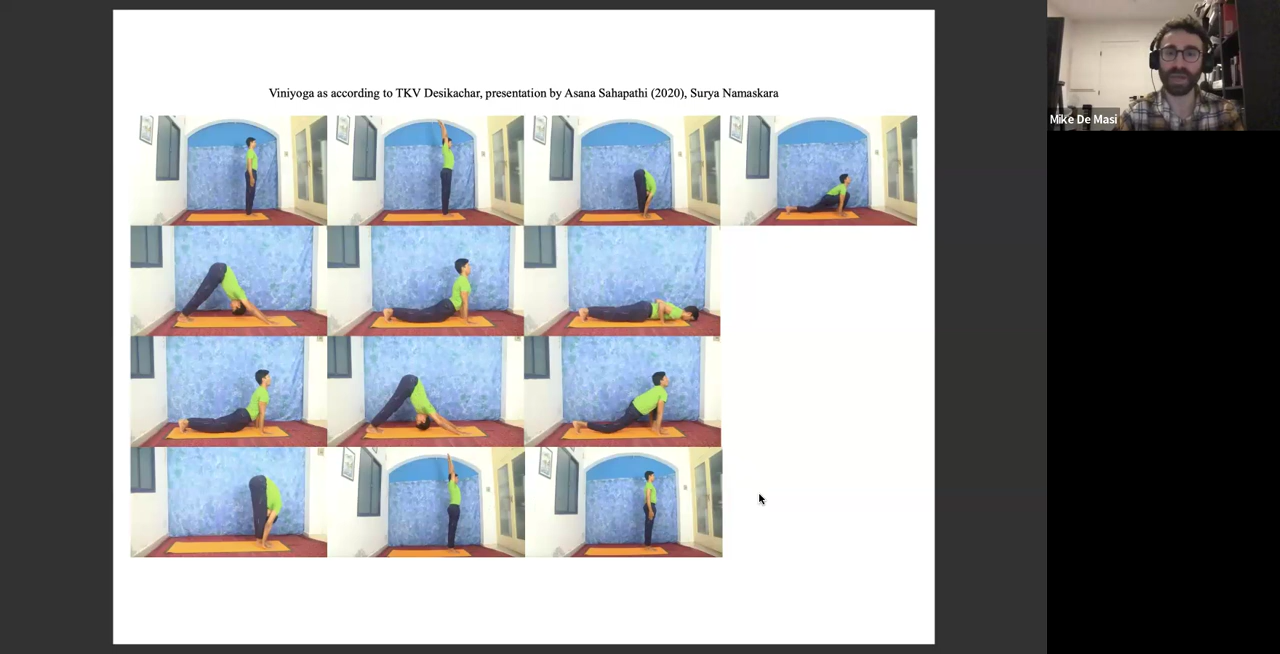 Viniyoga as according to TKV Desikachar, presentation by Asana Sahapathi (2020), Surya Namaskara
Mike De Masi